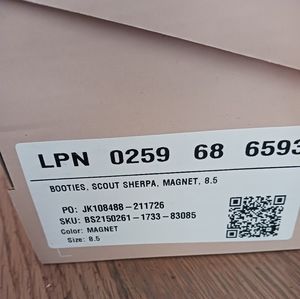 LPN 0259 68 6593
BOOTIES, SCOUT SHERPA, MAGNET, 8.5
PO: JK108488-211726
SKU: BS2150261-1733-83085
Color: MAGNET
Size: 8.5